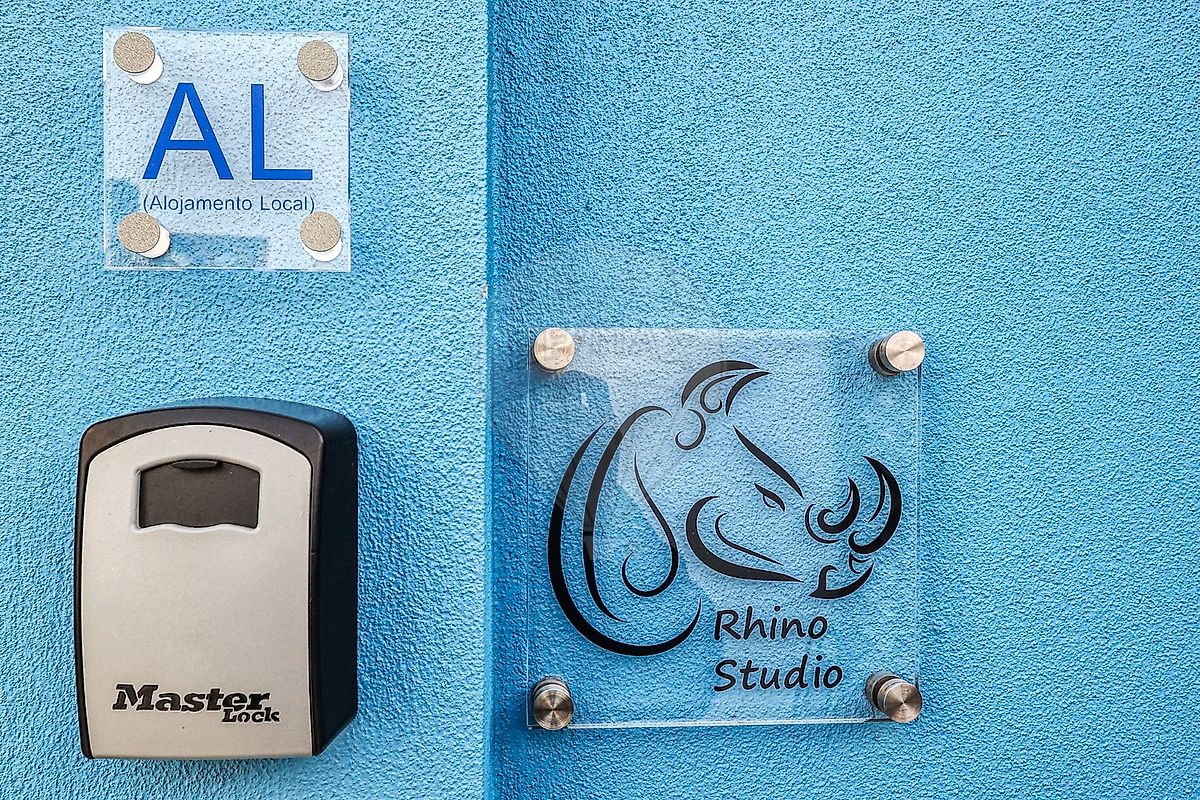 AL
(Alojamento Local)
Master
Lock
Rhino
Studio